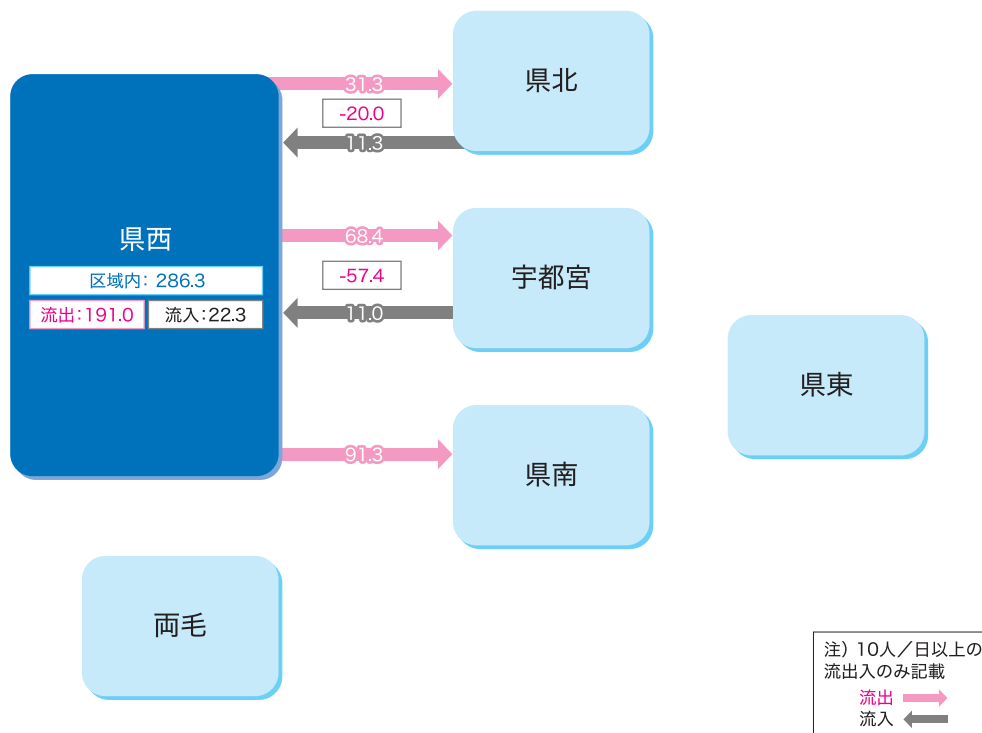 県北
31.3
-20.0
11.3
県西
区域内：286.3
流出：191.0
流入：22.3
68.4
-57.4
11.0
宇都宮
県東
91.3
県南
両毛
注）10人／日以上の
流出入のみ記載
流出
流入